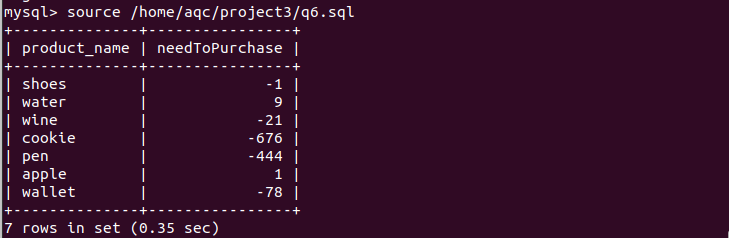 mysql> source /home/aqc/project3/q6.sql
+--------------+----------------+
| product_name | needToPurchase |
+--------------+----------------+
| shoes        |             -1 |
| water        |              9 |
| wine         |            -21 |
| cookie       |           -676 |
| pen          |           -444 |
| apple        |              1 |
| wallet       |            -78 |
+--------------+----------------+
7 rows in set (0.35 sec)